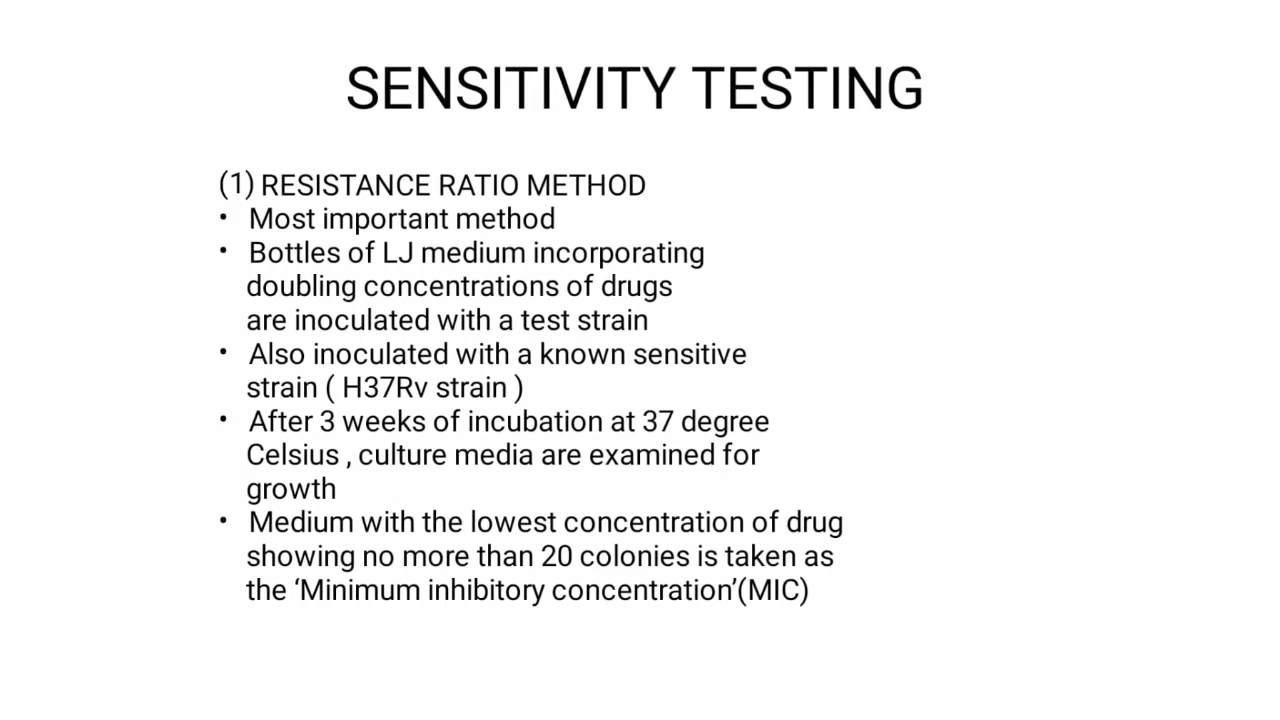 SENSITIVITY TESTING
(1) RESISTANCE RATIO METHOD
• Most important method
• Bottles of LJ medium incorporating
doubling concentrations of drugs
are inoculated with a test strain
• Also inoculated with a known sensitive
strain ( H37Rv strain )
• After 3 weeks of incubation at 37 degree
Celsius , culture media are examined for
growth
• Medium with the lowest concentration of drug
showing no more than 20 colonies is taken as
the ‘Minimum inhibitory concentration’(MIC)